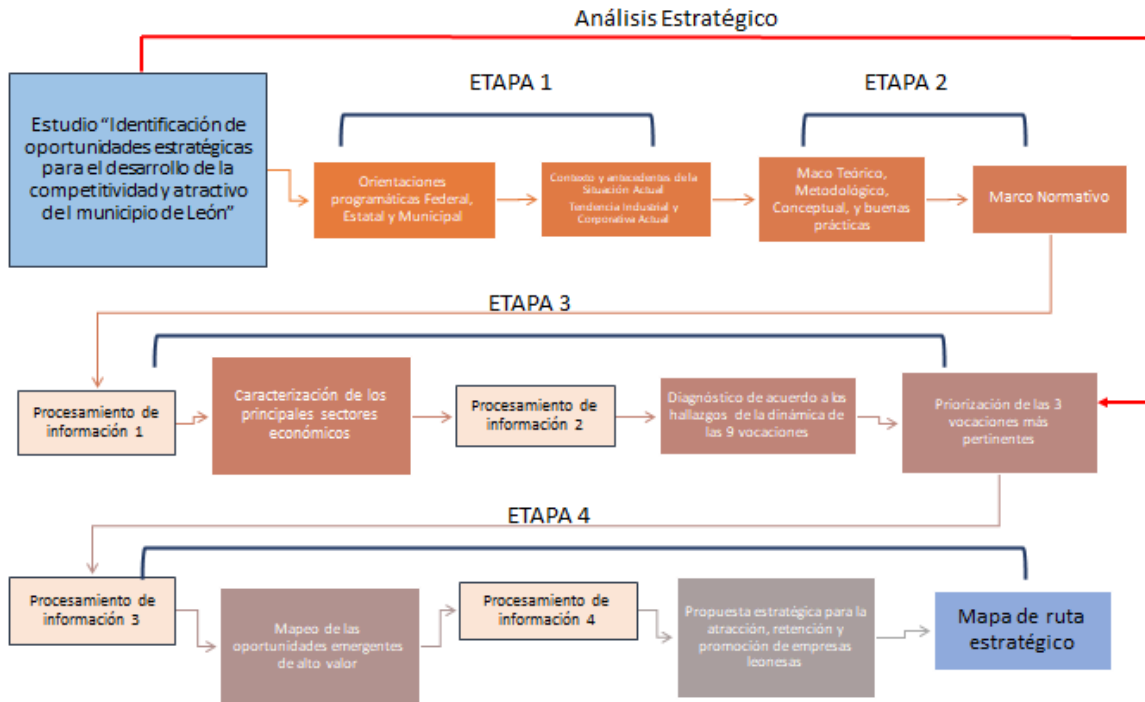 Análisis Estratégico
ETAPA 1
ETAPA 2
Estudio “Identificación de
oportunidades estratégicas
para el desarrollo de la
competitividad y atractivo
de l municipio de León”
Orientaciones
programáticas Federal,
Estatal y Municipal
Contexto y antecedentes de la
Situación Actual
Tendencia Industrial y
Corporativa Actual
Maco Teórico,
Metodológico,
Conceptual, y buenas
prácticas
Marco Normativo
ETAPA 3
Procesamiento de
información 1
Caracterización de los
principales sectores
económicos
Procesamiento de
información 2
Diagnóstico de acuerdo a los
hallazgos de la dinámica de
las 9 vocaciones
Priorización de las 3
vocaciones más
pertinentes
ETAPA 4
Procesamiento de
información 3
Mapeo de las
oportunidades emergentes
de alto valor
Procesamiento de
información 4
Propuesta estratégica para la
atracción, retención y
promoción de empresas
leonesas
Mapa de ruta
estratégico